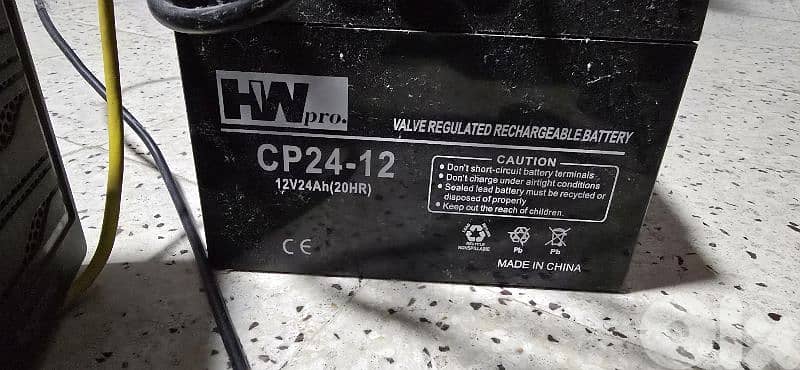 HW pro.
VALVE REGULATED RECHARGEABLE BATTERY
CP24-12
12V24Ah(20HR)
CAUTION
• Don't short-circuit battery terminals
• Don't charge under airtight conditions
• Sealed lead battery must be recycled or
disposed of properly
• Keep out the reach of children.
CE
RECYCLE
Pb
Pb
MADE IN CHINA